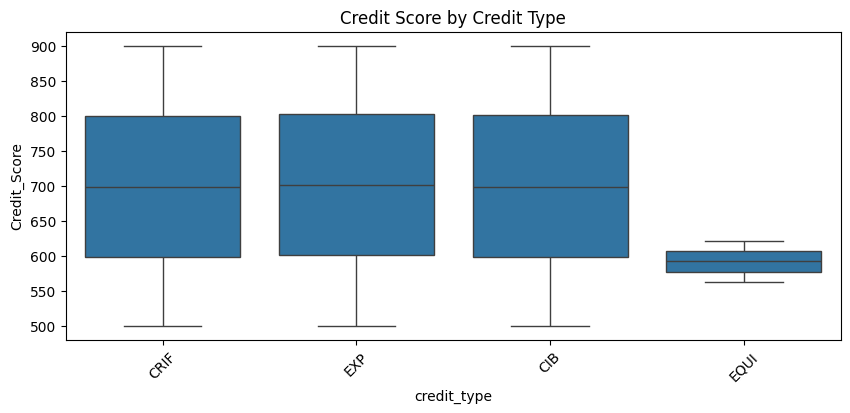 Credit Score by Credit Type
Credit_Score
900
850
800
750
700
650
600
550
500
CRIF
EXP
CIB
EQUI
credit_type